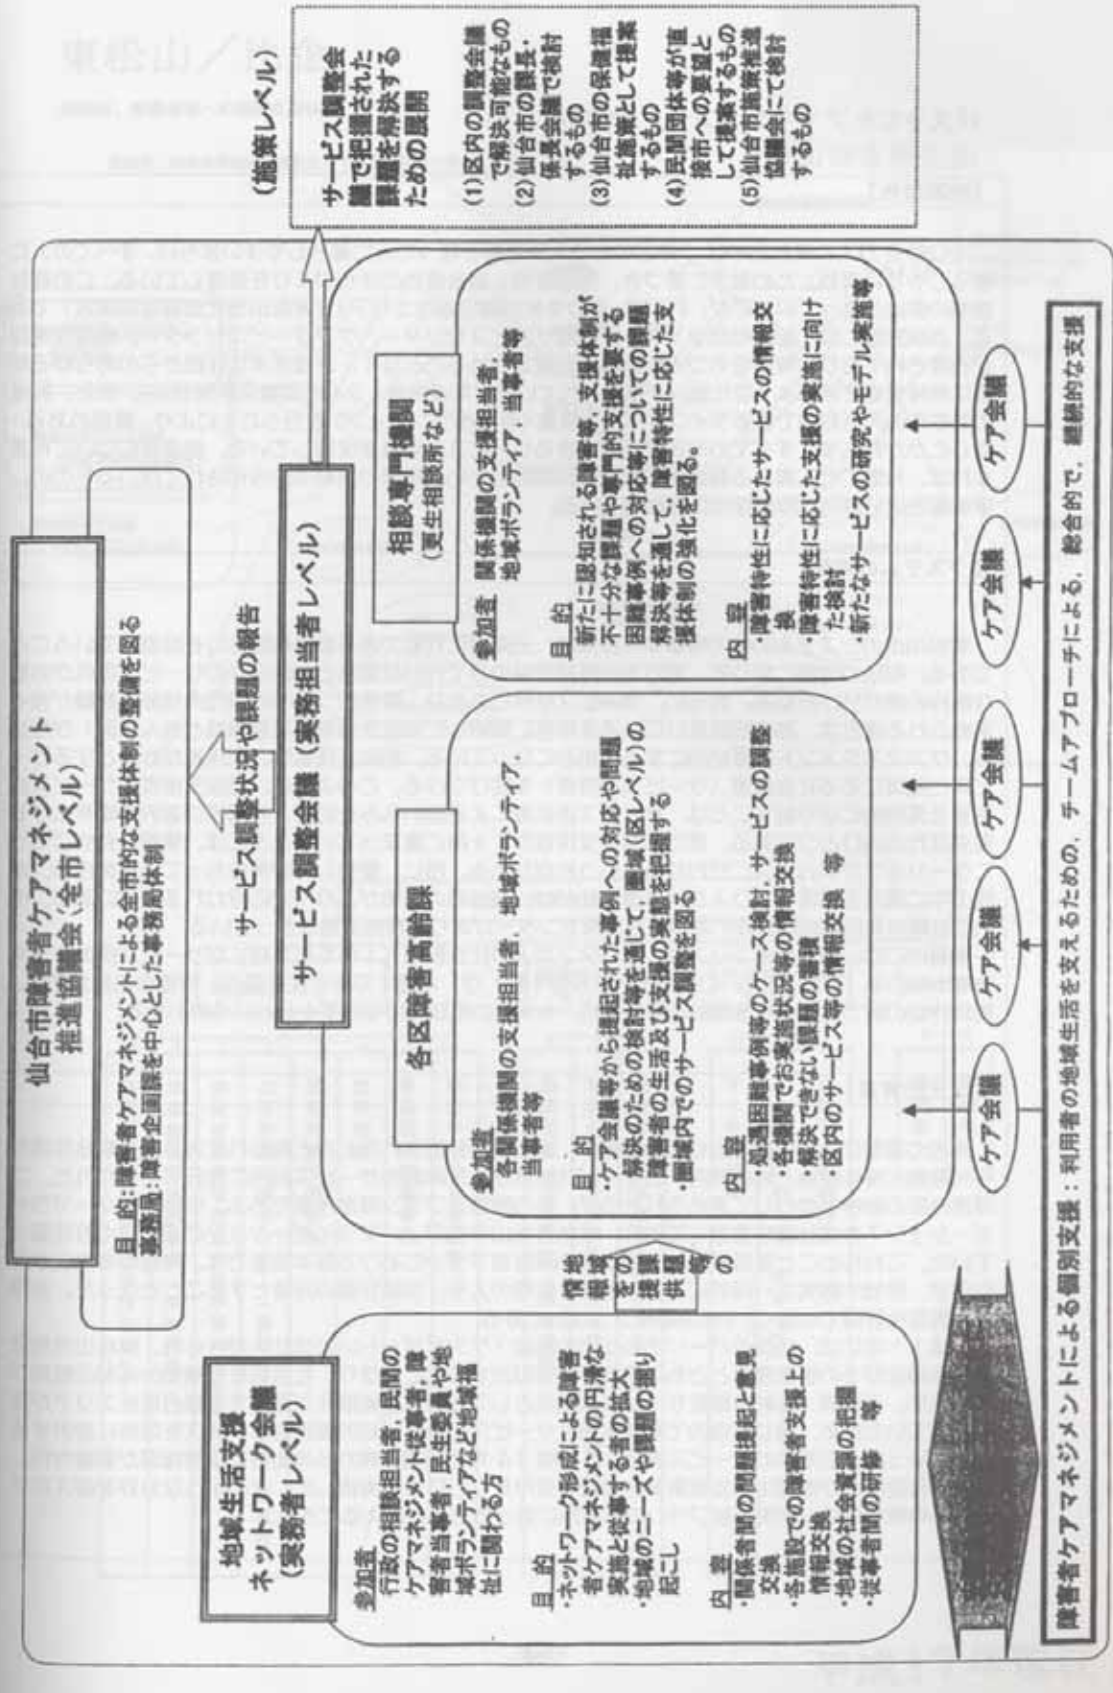 仙台市障害者ケアマネジメント
推進協議会（全市レベル）
目　的：障害者ケアマネジメントによる全市的な支援体制の整備を図る
事務局：障害企画課を中心とした事務局体制
サービス調整状況や課題の報告
サービス調整会議（実務担当者レベル）
（施策レベル）
サービス調整会
議で把握された
課題を解決する
ための展開
(1)区内の調整会議
で解決可能なもの
(2)仙台市の課長・
係長会議で検討
するもの
(3)仙台市の保健福
祉施策として提案
するもの
(4)民間団体等が直
接市への要望と
して提案するもの
(5)仙台市施策推進
協議会にて検討
するもの
地域生活支援
ネットワーク会議
（実務者レベル）
参加者
行政の相談担当者，民間の
ケアマネジメント従事者，障
害者当事者，民生委員や地
域ボランティアなど地域福
祉に関わる方
目　的
・ネットワーク形成による障害
者ケアマネジメントの円滑な
実施と従事する者の拡大
・地域のニーズや課題の掘り
起こし
内　容
・関係者間の問題提起と意見
交換
・各施設での障害者支援上の
情報交換
・地域の社会資源の把握
・従事者間の研修　等
地域の課題等の
情報の提供
各区障害高齢課
参加者
各関係機関の支援担当者　地域ボランティア
当事者等
目　的
・ケア会議等から提起された事例への対応や問題
解決のための検討等を通じて，圏域(区レベル)の
障害者の生活及び支援の実態を把握する
・圏域内でのサービス調整を図る
内　容
・処遇困難事例等のケース検討，サービスの調整
・各機関でお実施状況等の情報交換
・解決できない課題の蓄積
・区内のサービス等の情報交換　等
相談専門機関
（更生相談所など）
参加者　関係機関の支援担当者，
地域ボランティア　当事者等
目　的
新たに認知される障害等，支援体制が
不十分な課題や専門的支援を要する
困難事例への対応等についての課題
解決等を通して，障害特性に応じた支
援体制の強化を図る。
内　容
・障害特性に応じたサービスの情報交
換
・障害特性に応じた支援の実施に向け
た検討
・新たなサービスの研究やモデル実施等
ケア会議
ケア会議
ケア会議
ケア会議
ケア会議
障害者ケアマネジメントによる個別支援：利用者の地域生活を支えるための，チームアプローチによる，総合的で，継続的な支援